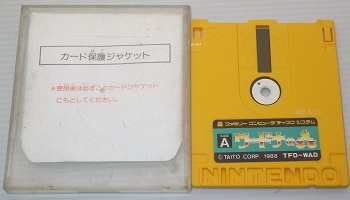 カード保護ジャケット
※使用後は必ずこのカードジャケット
にもどしてください。
ファミリー コンピュータ ディスク システム
SIDE
A
ワードナの森
© TAITO CORP. 1988 TFD-WAD
NINTENDO